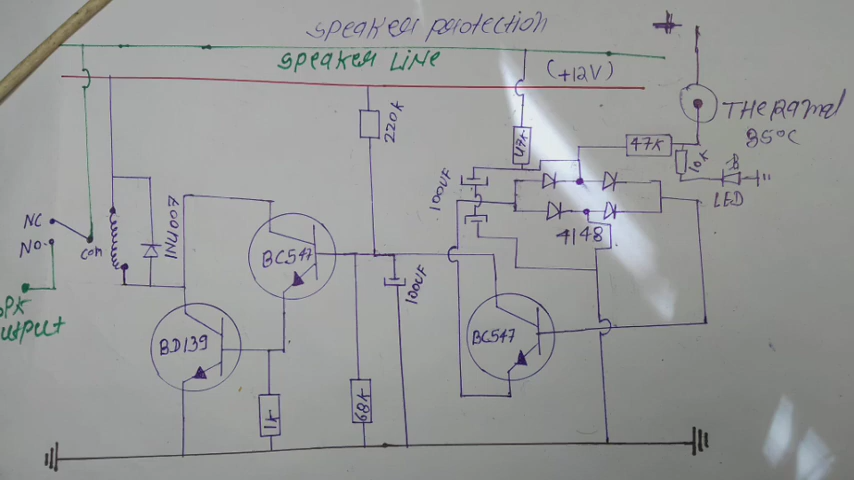 SPEAKER PROTECTION
SPEAKER LINE
(+12V)
+
THERMAL
85°C
220K
47K
47K
10K
LED
100UF
4148
NC
NO
COM
1N4007
BC547
100UF
SPK
OUTPUT
BD139
BC547
1K
68K